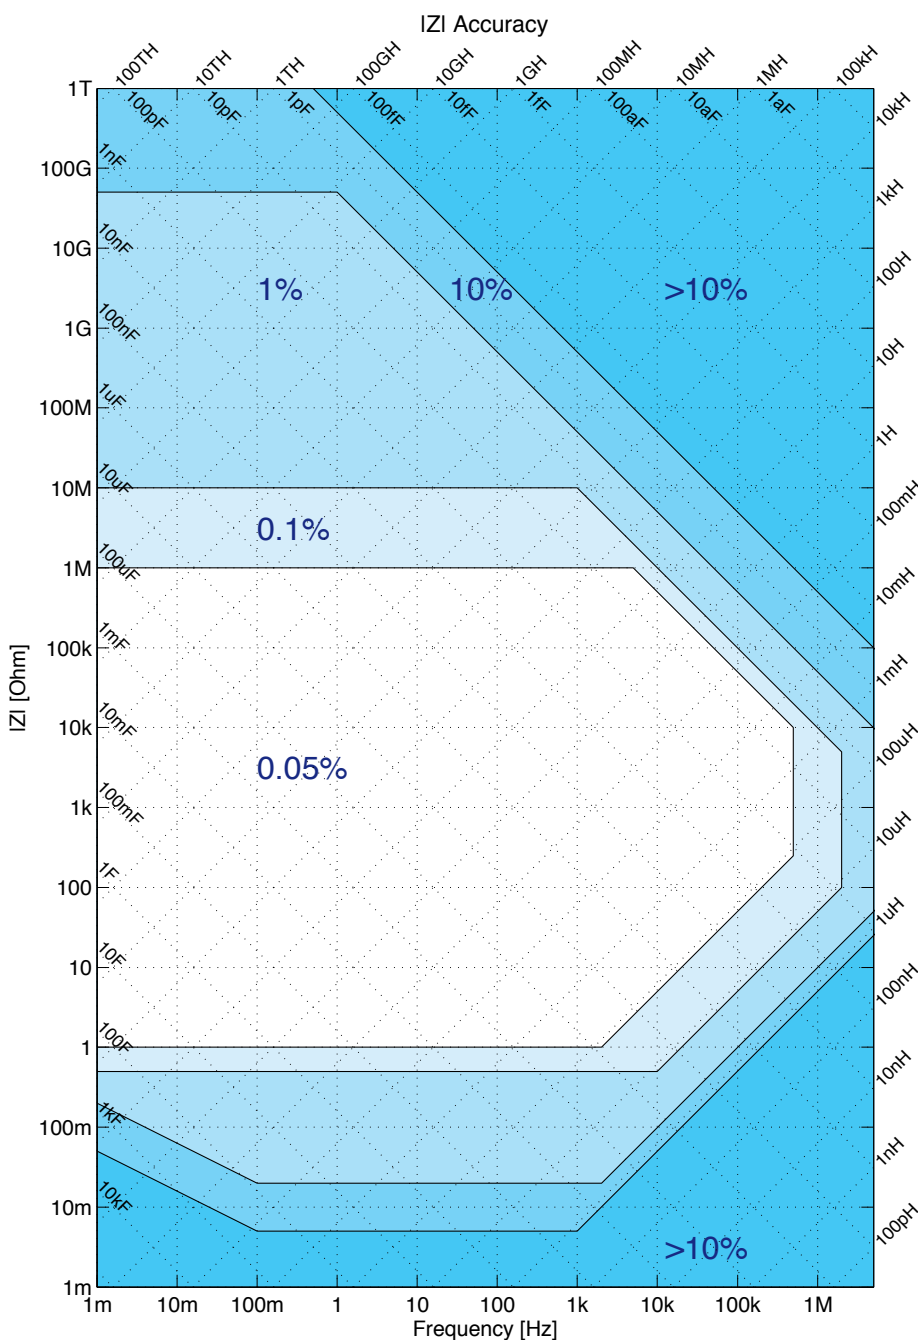 |Z| Accuracy
100TH
10TH
1TH
100GH
10GH
1GH
100MH
10MH
1MH
100kH
1T
100pF
10pF
1pF
100fF
10fF
1fF
100aF
10aF
1aF
10kH
1nF
100G
1kH
10nF
10G
100H
1%
10%
>10%
100nF
1G
10H
1uF
100M
1H
10uF
10M
100mH
0.1%
100uF
1M
10mH
1mF
100k
1mH
|Z| [Ohm]
10mF
10k
100uH
0.05%
100mF
1k
10uH
1F
100
1uH
10F
10
100nH
100F
1
10nH
1kF
100m
1nH
10kF
10m
100pH
>10%
1m
1m 10m 100m 1 10 100 1k 10k 100k 1M
Frequency [Hz]